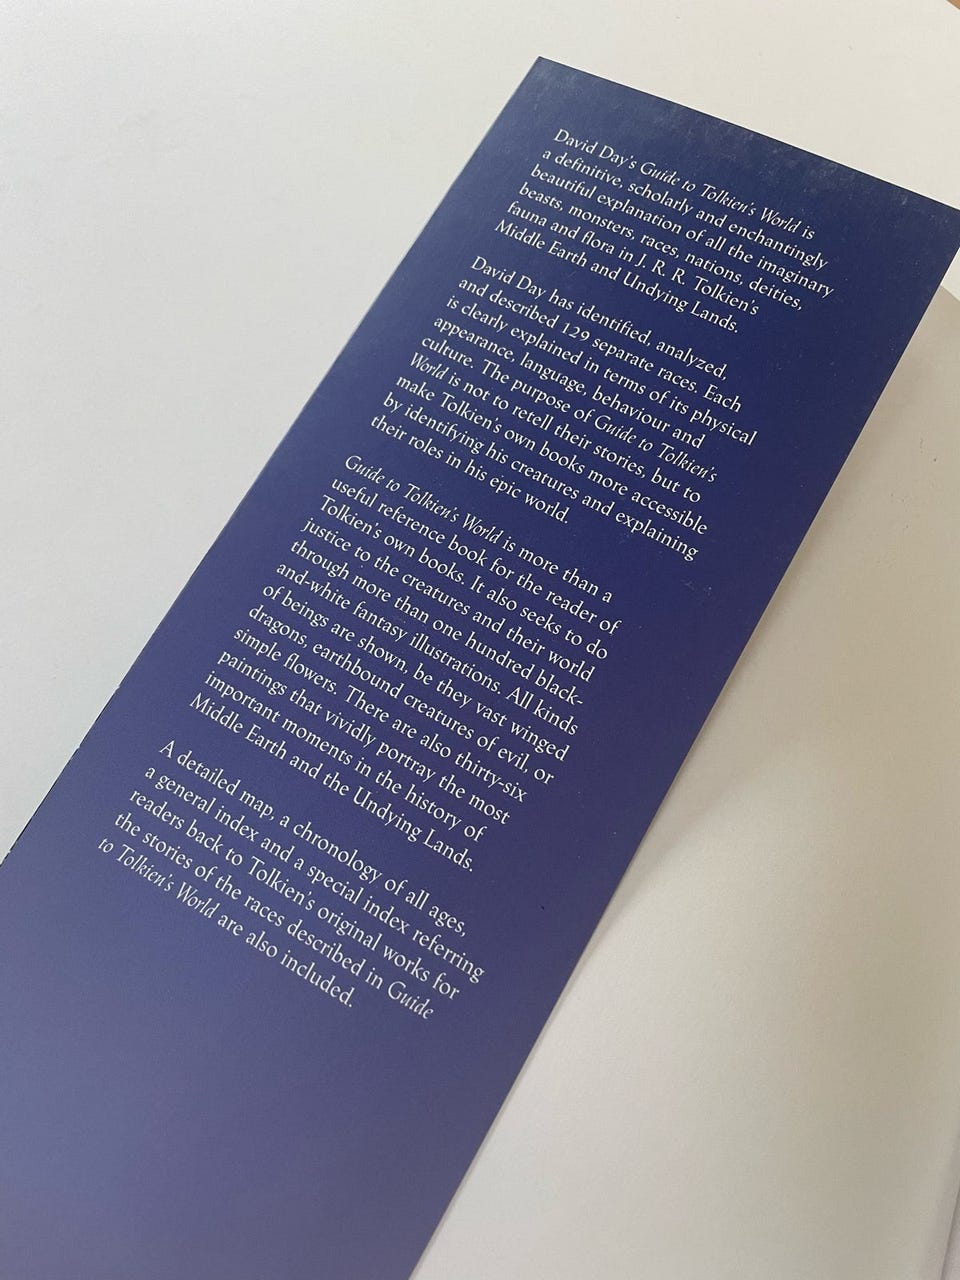 David Day's Guide to Tolkien's World is
a definitive, scholarly and enchantingly
beautiful explanation of all the imaginary
beasts, monsters, races, nations, deities,
fauna and flora in J. R. R. Tolkien's
Middle Earth and Undying Lands.
David Day has identified, analyzed,
and described 129 separate races. Each
is clearly explained in terms of its physical
appearance, language, behaviour and
culture. The purpose of Guide to Tolkien's
World is not to retell their stories, but to
make Tolkien's own books more accessible
by identifying his creatures and explaining
their roles in his epic world.
Guide to Tolkien's World is more than a
useful reference book for the reader of
Tolkien's own books. It also seeks to do
justice to the creatures and their world
through more than one hundred black-
and-white fantasy illustrations. All kinds
of beings are shown, be they vast winged
dragons, earthbound creatures of evil, or
simple flowers. There are also thirty-six
paintings that vividly portray the most
important moments in the history of
Middle Earth and the Undying Lands.
A detailed map, a chronology of all ages,
a general index and a special index referring
readers back to Tolkien's original works for
the stories of the races described in Guide
to Tolkien's World are also included.